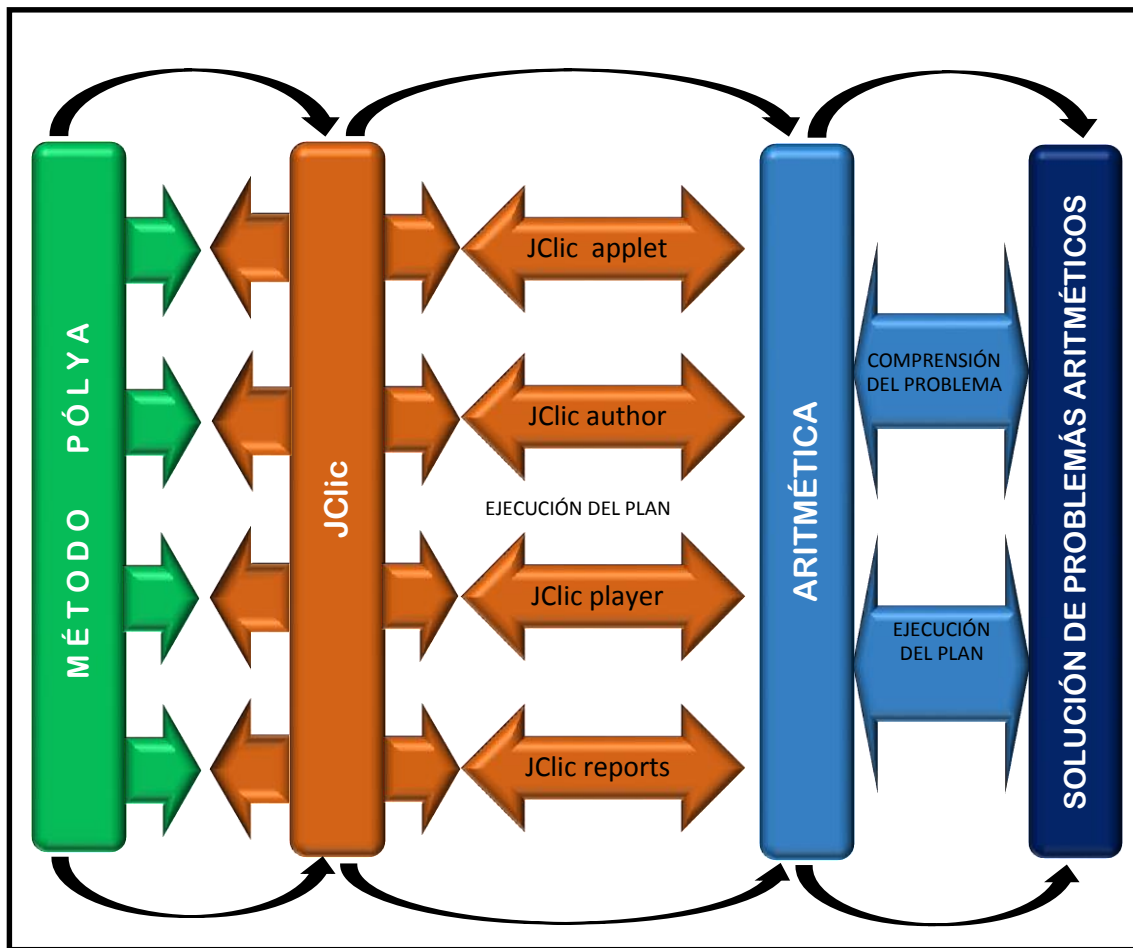 MÉTODO PÓLYA
JClic
JClic applet
JClic author
EJECUCIÓN DEL PLAN
JClic player
JClic reports
ARITMÉTICA
COMPRENSIÓN
DEL PROBLEMA
EJECUCIÓN
DEL PLAN
SOLUCIÓN DE PROBLEMÁS ARITMÉTICOS